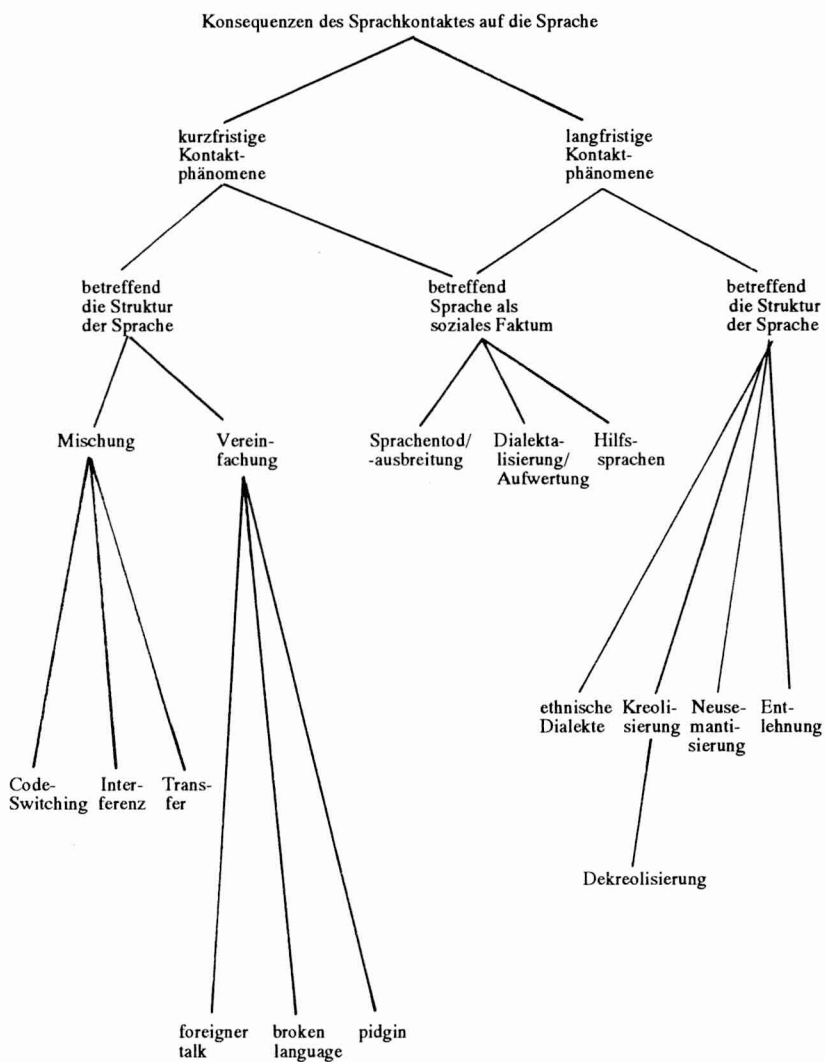 Konsequenzen des Sprachkontaktes auf die Sprache
kurzfristige
Kontakt-
phänomene
langfristige
Kontakt-
phänomene
betreffend
die Struktur
der Sprache
betreffend
Sprache als
soziales Faktum
betreffend
die Struktur
der Sprache
Mischung
Verein-
fachung
Sprachentod/
-ausbreitung
Dialekta-
lisierung/
Aufwertung
Hilfs-
sprachen
ethnische
Dialekte
Kreoli-
sierung
Neuse-
manti-
sierung
Ent-
lehnung
Code-
Switching
Inter-
ferenz
Trans-
fer
Dekreolisierung
foreigner
talk
broken
language
pidgin